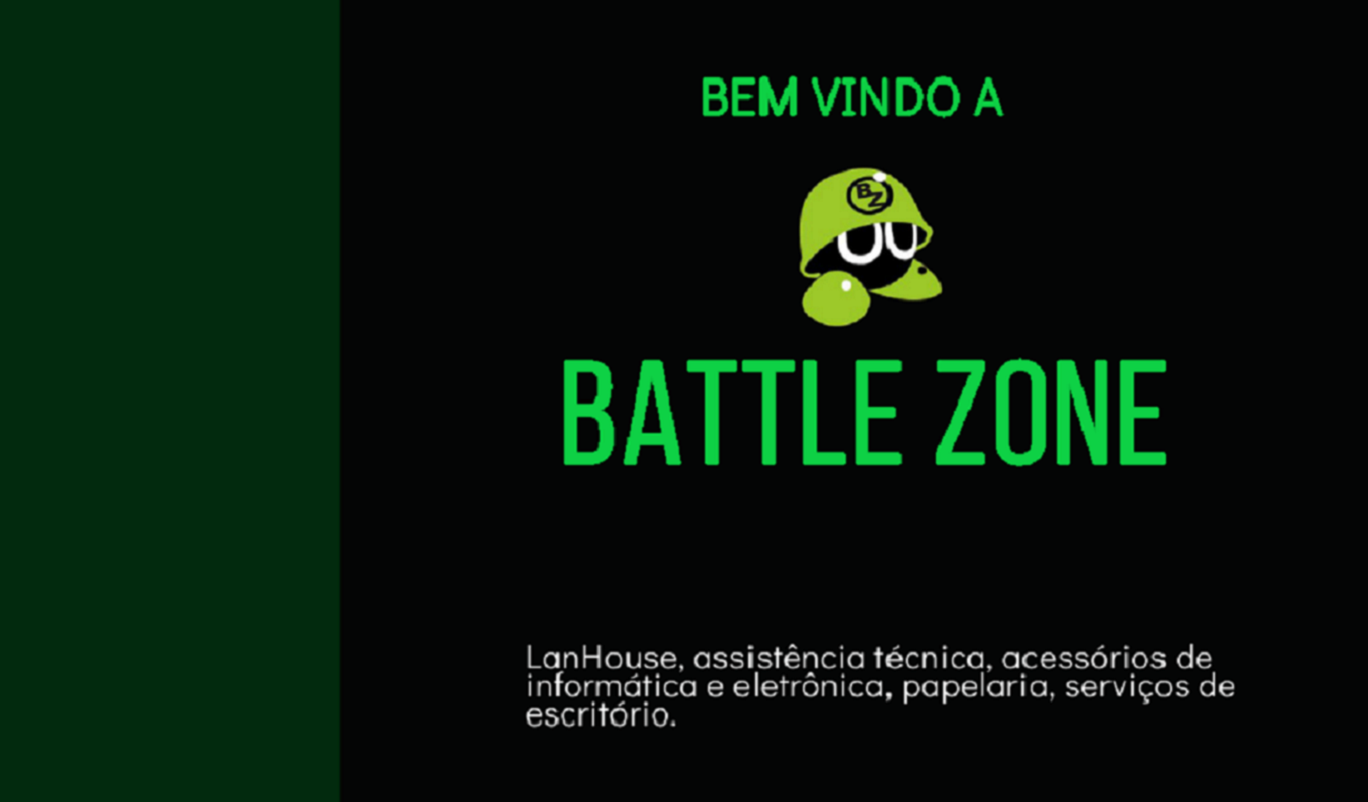 BEM VINDO A
BZ
BATTLE ZONE
LanHouse, assistência técnica, acessórios de
informática e eletrônica, papelaria, serviços de
escritório.